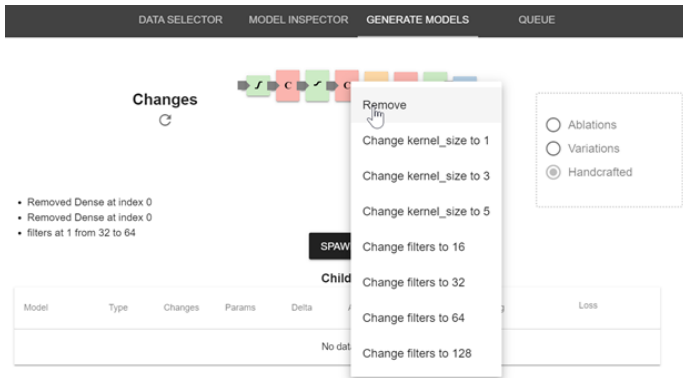 DATA SELECTOR MODEL INSPECTOR GENERATE MODELS QUEUE
C C
Changes
Remove
Change kernel_size to 1
Change kernel_size to 3
Change kernel_size to 5
Change filters to 16
Change filters to 32
Change filters to 64
Change filters to 128
Ablations
Variations
Handcrafted
• Removed Dense at index 0
• Removed Dense at index 0
• filters at 1 from 32 to 64
SPAW
Child
Model Type Changes Params Delta Loss
No dat